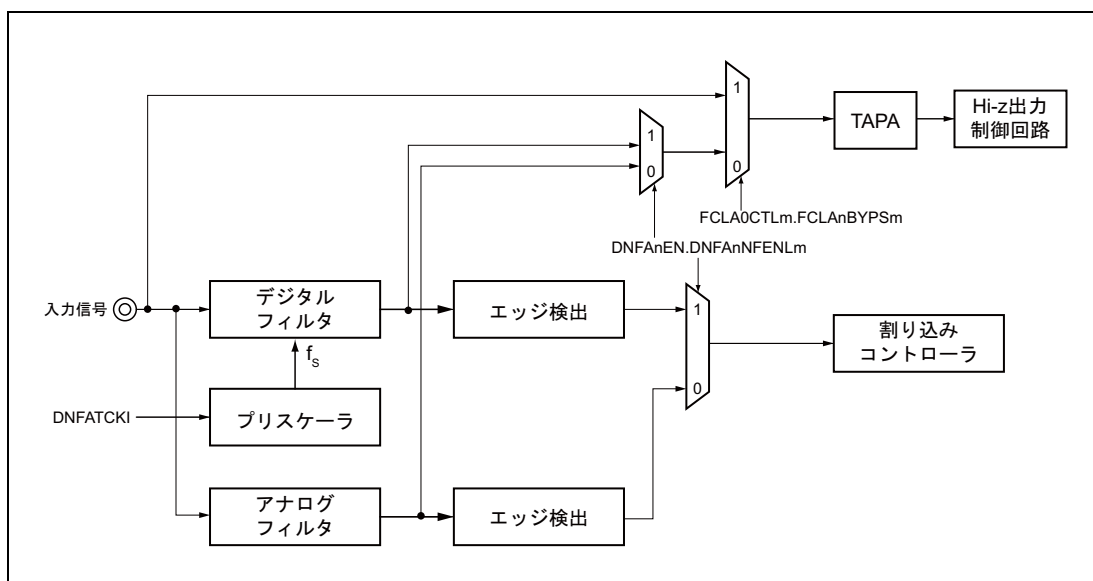 1
0
TAPA
Hi-z出力
制御回路
1
0
FCLA0CTLm.FCLAnBYPSm
DNFAnEN.DNFAnNFENLm
入力信号
デジタル
フィルタ
エッジ検出
1
0
割り込み
コントローラ
fS
DNFATCKI
プリスケーラ
アナログ
フィルタ
エッジ検出